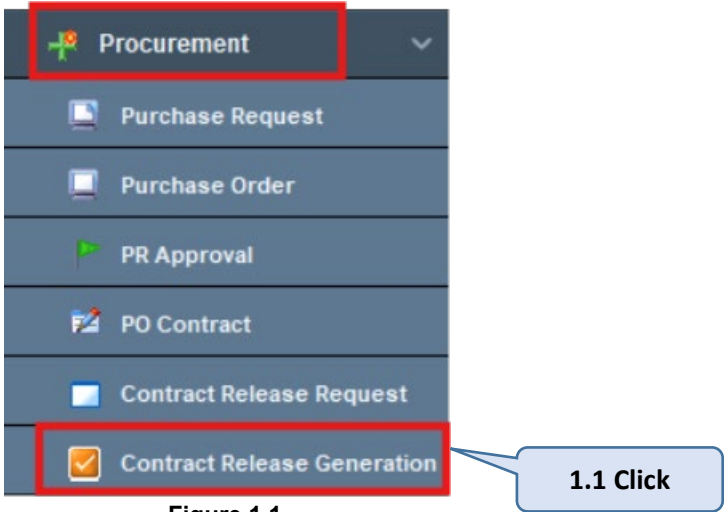 Procurement
Purchase Request
Purchase Order
PR Approval
PO Contract
Contract Release Request
Contract Release Generation
1.1 Click
Figure 1.1